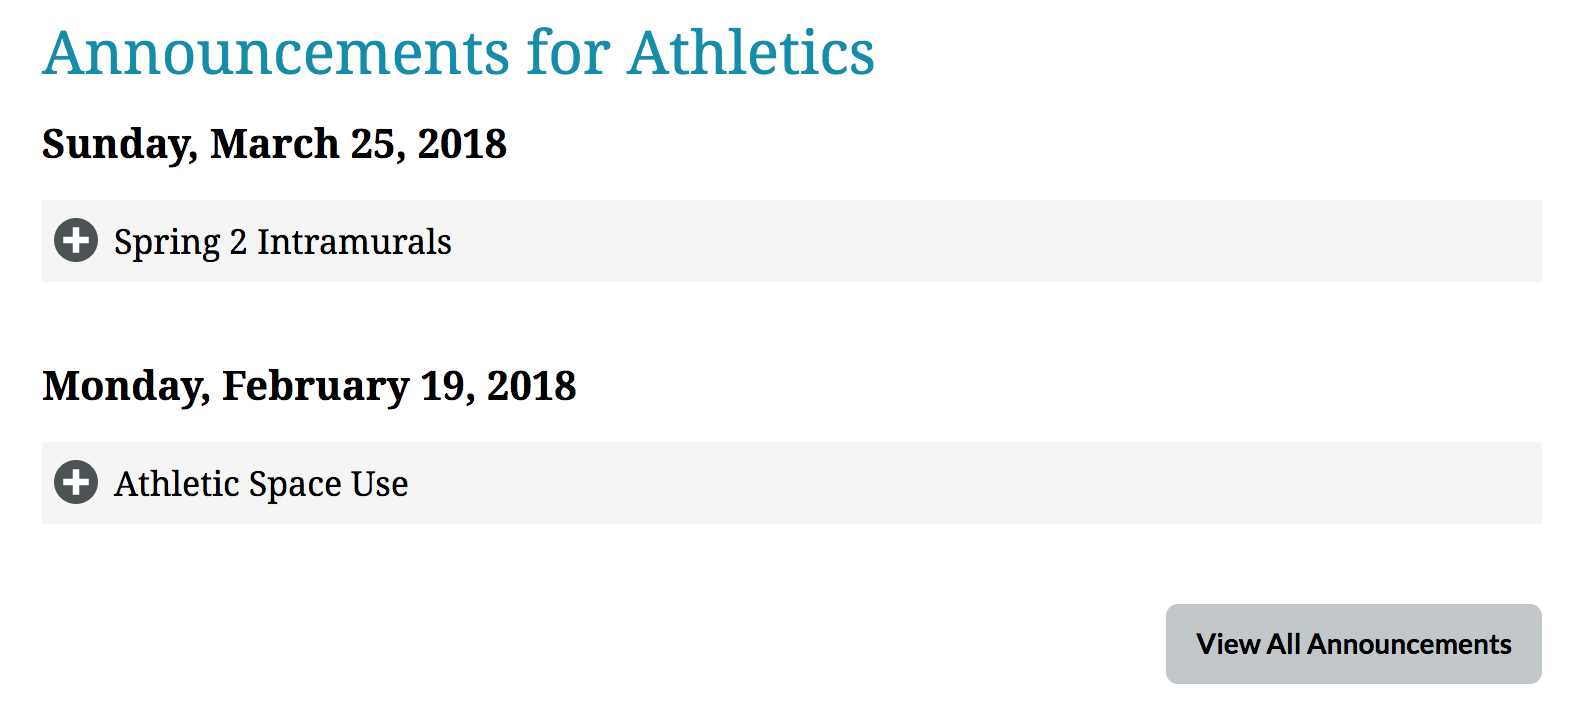 Announcements for Athletics
Sunday, March 25, 2018
Spring 2 Intramurals
Monday, February 19, 2018
Athletic Space Use
View All Announcements